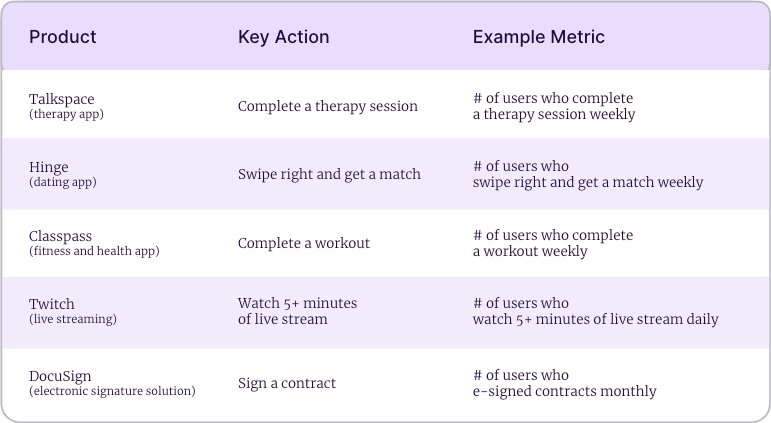 Product
Key Action
Example Metric
Talkspace
(therapy app)
Complete a therapy session
# of users who complete
a therapy session weekly
Hinge
(dating app)
Swipe right and get a match
# of users who
swipe right and get a match weekly
Classpass
(fitness and health app)
Complete a workout
# of users who complete
a workout weekly
Twitch
(live streaming)
Watch 5+ minutes
of live stream
# of users who
watch 5+ minutes of live stream daily
DocuSign
(electronic signature solution)
Sign a contract
# of users who
e-signed contracts monthly